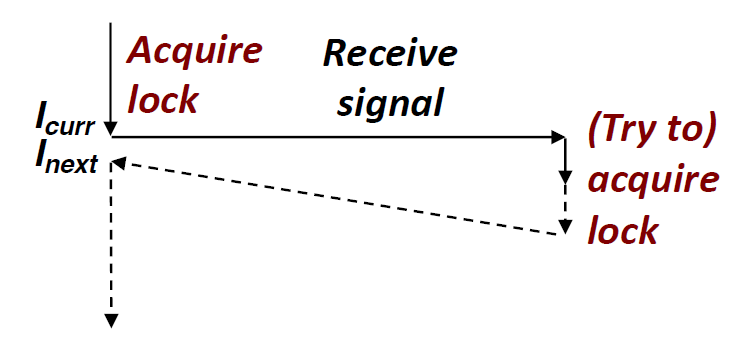 Acquire
lock
Receive
signal
Icurr
Inext
(Try to)
acquire
lock